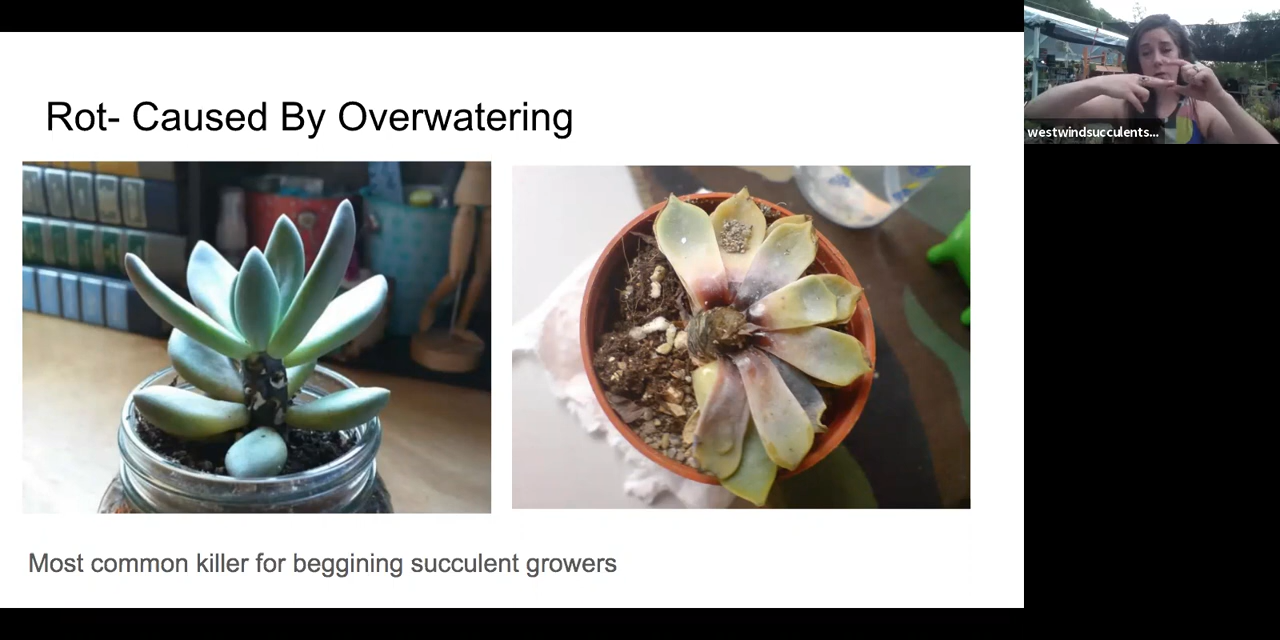 Rot- Caused By Overwatering
westwindsucculents...
Most common killer for beggining succulent growers